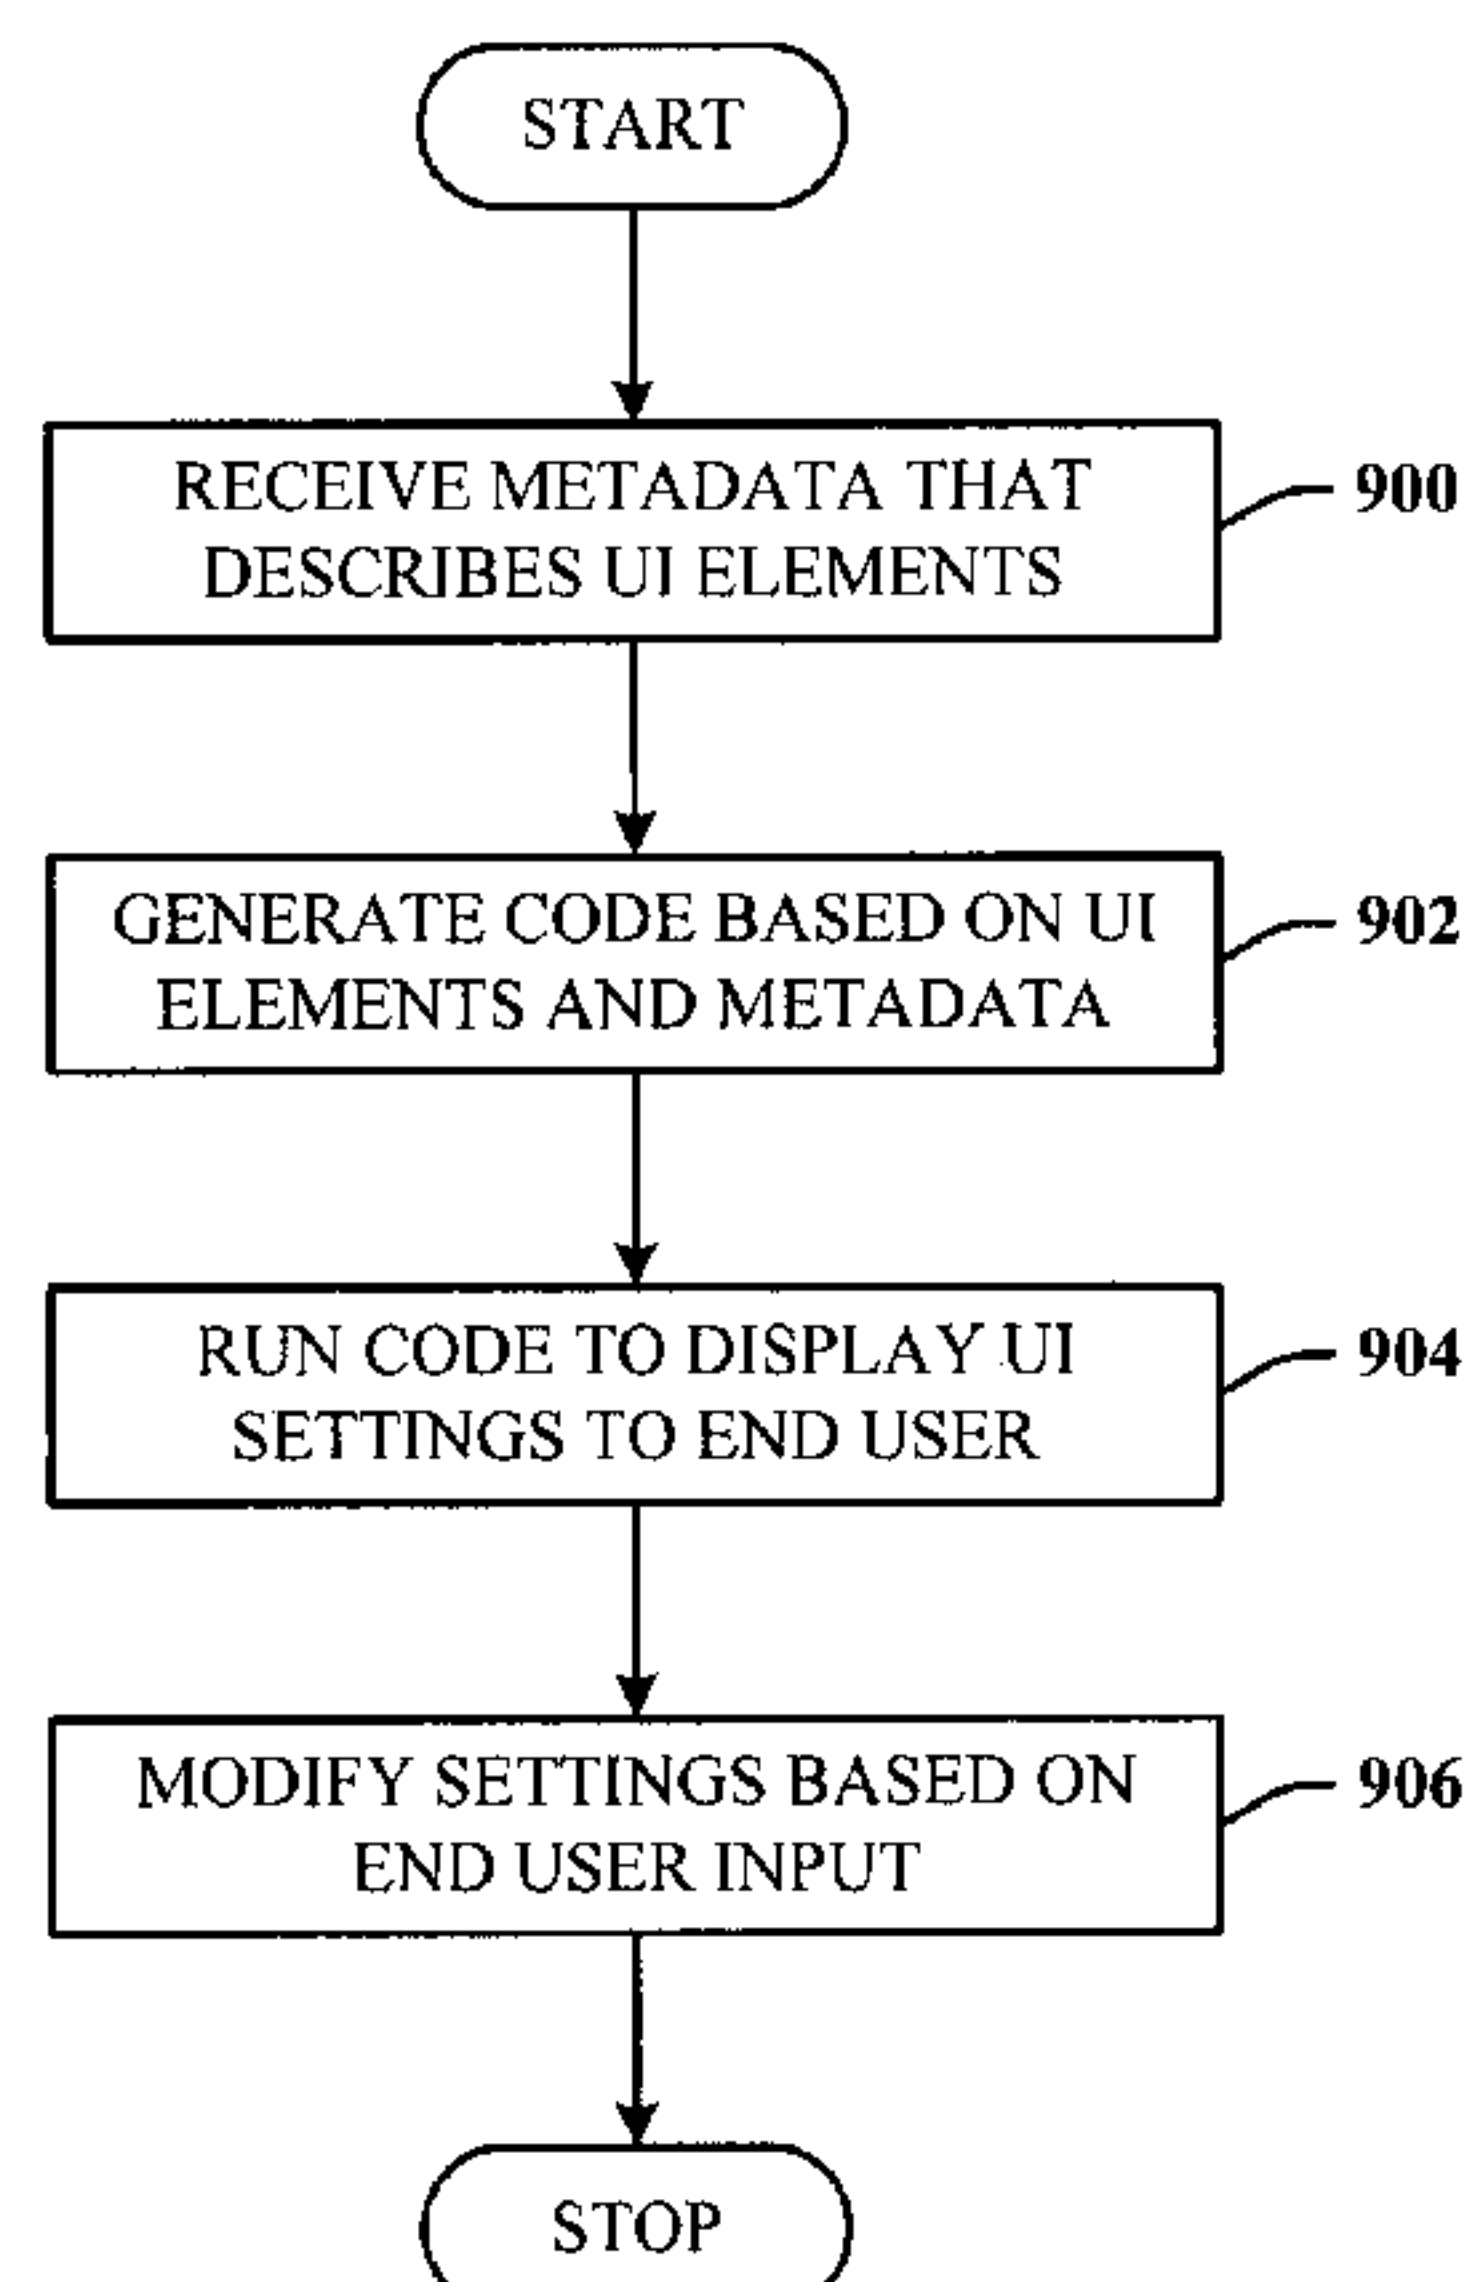 START
RECEIVE METADATA THAT
DESCRIBES UI ELEMENTS
900
GENERATE CODE BASED ON UI
ELEMENTS AND METADATA
902
RUN CODE TO DISPLAY UI
SETTINGS TO END USER
904
MODIFY SETTINGS BASED ON
END USER INPUT
906
STOP